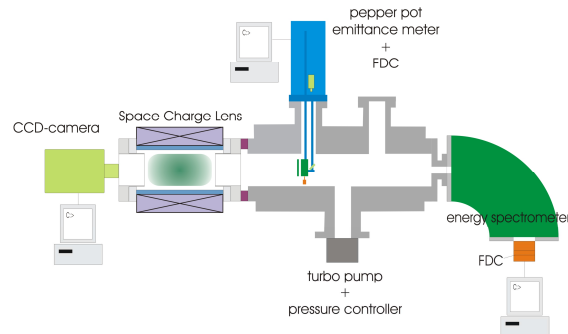 C>
pepper pot
emittance meter
+
FDC
Space Charge Lens
CCD-camera
C>
energy spectrometer
FDC
turbo pump
+
pressure controller
C>